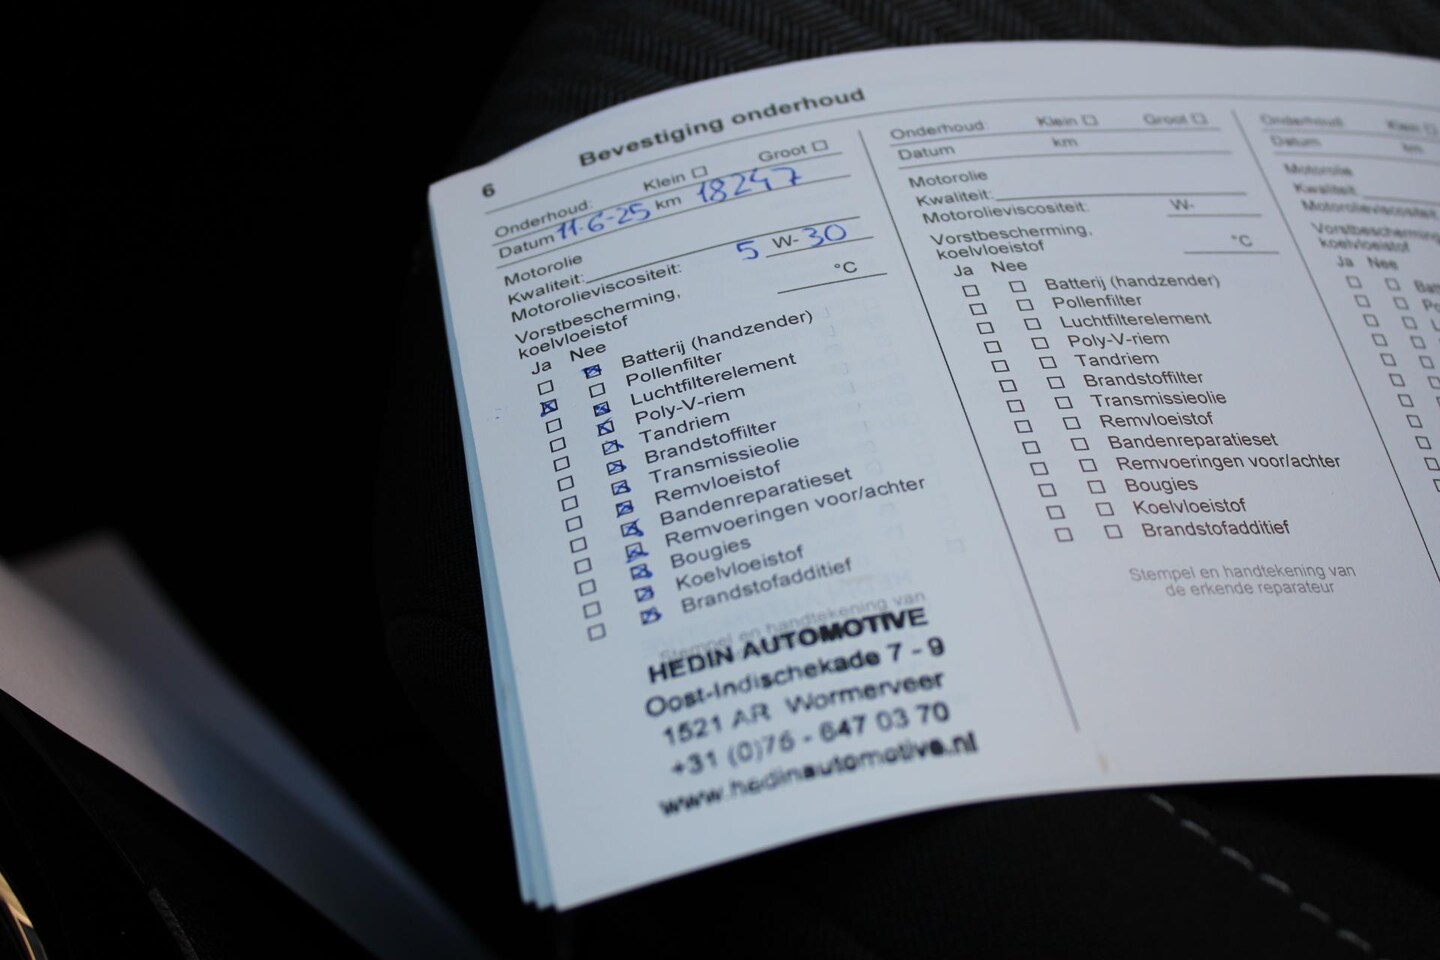 6 Bevestiging onderhoud
Onderhoud: Klein ☐ Groot ☐
Datum 11-6-25 km 18247
Motorolie
Kwaliteit:
Motorolieviscositeit: 5 W-30
Vorstbescherming,
koelvloeistof °C
Ja Nee
☐ ☒ Batterij (handzender)
☒ ☐ Pollenfilter
☐ ☒ Luchtfilterelement
☐ ☒ Poly-V-riem
☐ ☒ Tandriem
☐ ☒ Brandstoffilter
☐ ☒ Transmissieolie
☐ ☒ Remvloeistof
☐ ☒ Bandenreparatieset
☐ ☒ Remvoeringen voor/achter
☐ ☒ Bougies
☐ ☒ Koelvloeistof
☐ ☒ Brandstofadditief
Stempel en handtekening van
HEDIN AUTOMOTIVE
Oost-Indischekade 7 - 9
1521 AR Wormerveer
+31 (0)75 - 647 03 70
www.hedinautomotive.nl
Onderhoud: Klein ☐ Groot ☐
Datum km
Motorolie
Kwaliteit:
Motorolieviscositeit: W-
Vorstbescherming,
koelvloeistof °C
Ja Nee
☐ ☐ Batterij (handzender)
☐ ☐ Pollenfilter
☐ ☐ Luchtfilterelement
☐ ☐ Poly-V-riem
☐ ☐ Tandriem
☐ ☐ Brandstoffilter
☐ ☐ Transmissieolie
☐ ☐ Remvloeistof
☐ ☐ Bandenreparatieset
☐ ☐ Remvoeringen voor/achter
☐ ☐ Bougies
☐ ☐ Koelvloeistof
☐ ☐ Brandstofadditief
Stempel en handtekening van
de erkende reparateur
Onderhoud: Klein ☐
Datum km
Motorolie
Kwaliteit:
Motorolieviscositeit
Vorstbescherming
koelvloeistof
Ja Nee